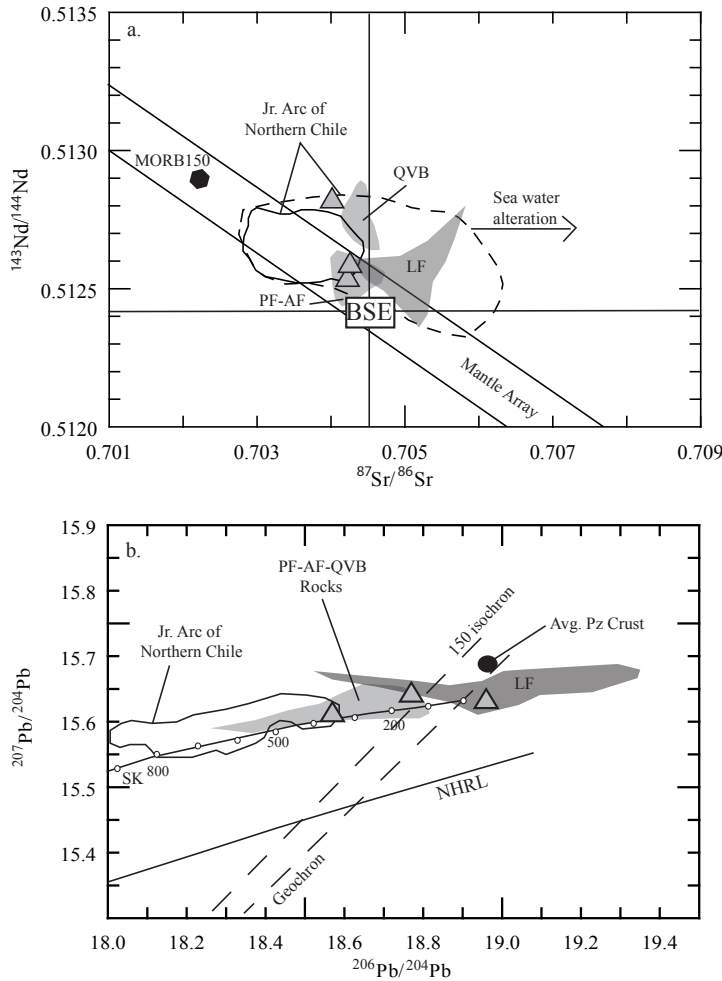 0.5135
a.
Jr. Arc of
Northern Chile
0.5130
MORB150
QVB
Sea water
alteration
¹⁴³Nd/¹⁴⁴Nd
LF
0.5125
PF-AF
BSE
Mantle Array
0.5120
0.701
0.703
0.705
0.707
0.709
⁸⁷Sr/⁸⁶Sr
15.9
b.
PF-AF-QVB
Rocks
15.8
150 isochron
Avg. Pz Crust
Jr. Arc of
Northern Chile
15.7
LF
²⁰⁷Pb/²⁰⁴Pb
15.6
200
500
SK
800
15.5
NHRL
15.4
Geochron
18.0
18.2
18.4
18.6
18.8
19.0
19.2
19.4
²⁰⁶Pb/²⁰⁴Pb